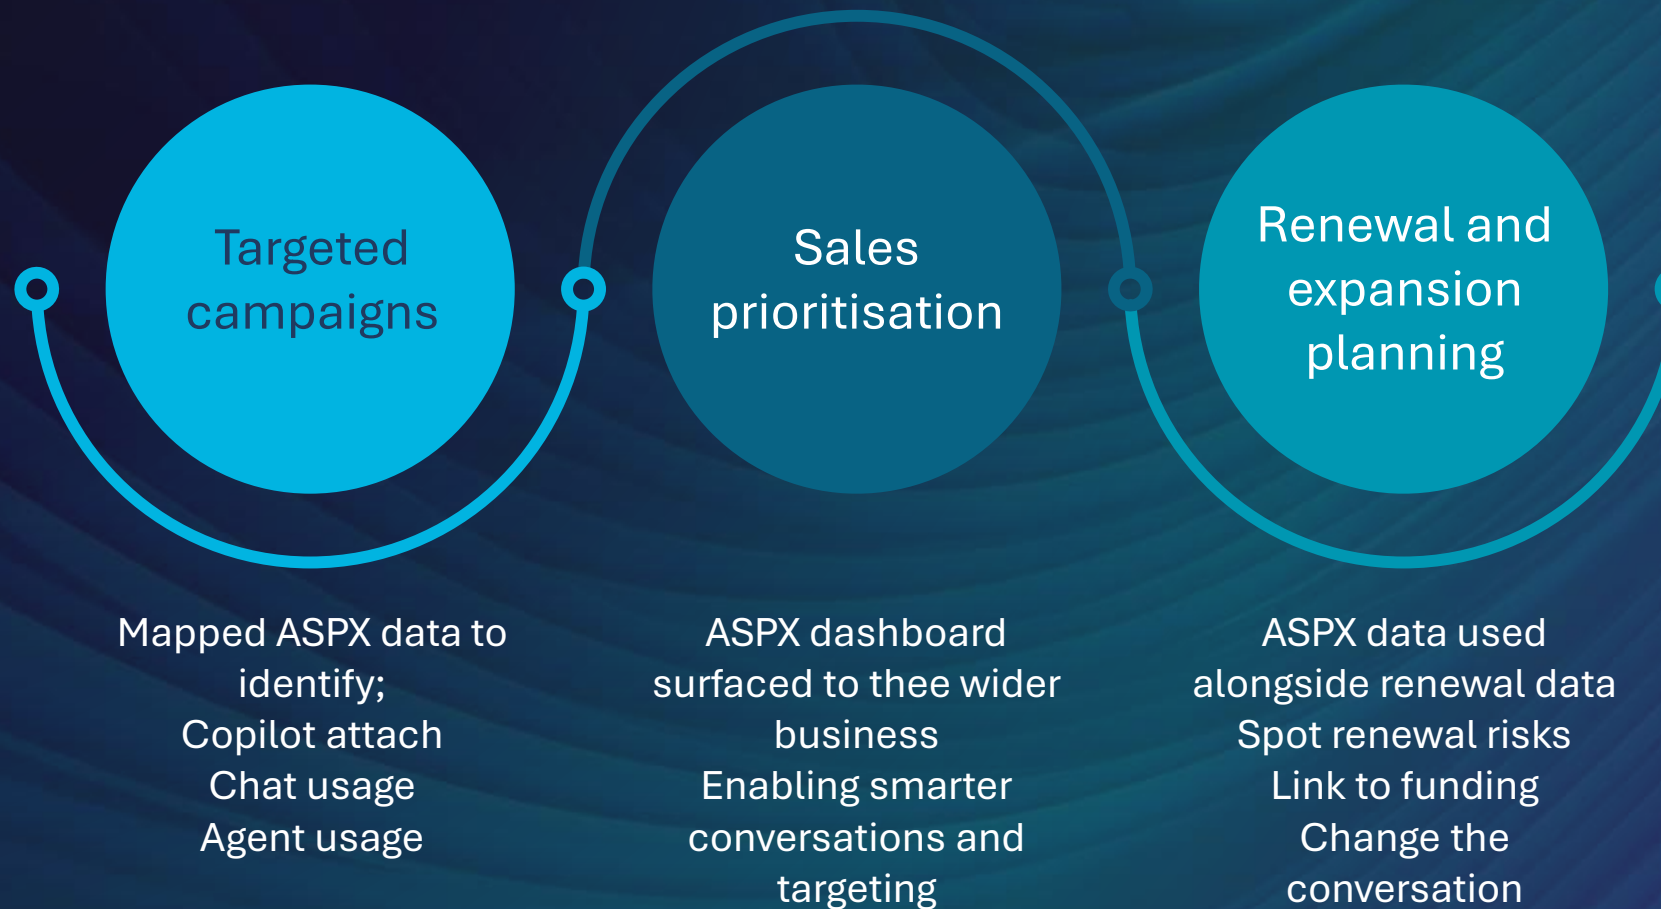 Targeted
campaigns
Sales
prioritisation
Renewal and
expansion
planning
Mapped ASPX data to
identify;
Copilot attach
Chat usage
Agent usage
ASPX dashboard
surfaced to thee wider
business
Enabling smarter
conversations and
targeting
ASPX data used
alongside renewal data
Spot renewal risks
Link to funding
Change the
conversation